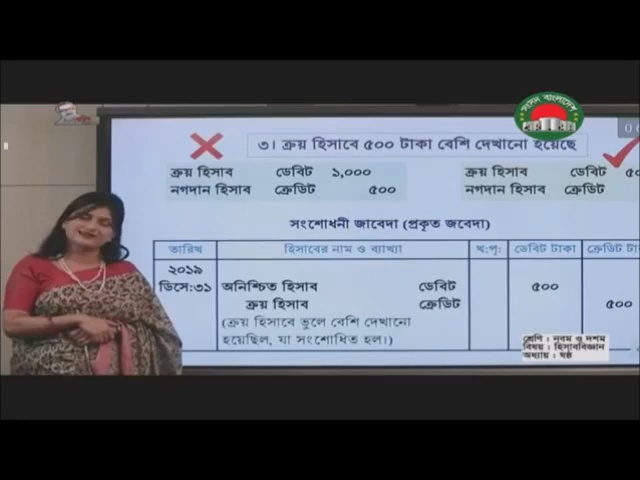 সংসদ বাংলাদেশ
৩। ক্রয় হিসাবে ৫০০ টাকা বেশি দেখানো হয়েছে
ক্রয় হিসাব ডেবিট ১,০০০
নগদান হিসাব ক্রেডিট ৫০০
ক্রয় হিসাব ডেবিট
নগদান হিসাব ক্রেডিট
সংশোধনী জাবেদা (প্রকৃত জবেদা)
তারিখ হিসাবের নাম ও ব্যাখ্যা খ:পৃ: ডেবিট টাকা ক্রেডিট
২০১৯
ডিসে:৩১ অনিশ্চিত হিসাব ডেবিট ৫০০
ক্রয় হিসাব ক্রেডিট ৫০০
(ক্রয় হিসাবে ভুলে বেশি দেখানো
হয়েছিল, যা সংশোধিত হল।)
শ্রেণি : নবম ও দশম
বিষয় : হিসাববিজ্ঞান
অধ্যায় : ষষ্ঠ